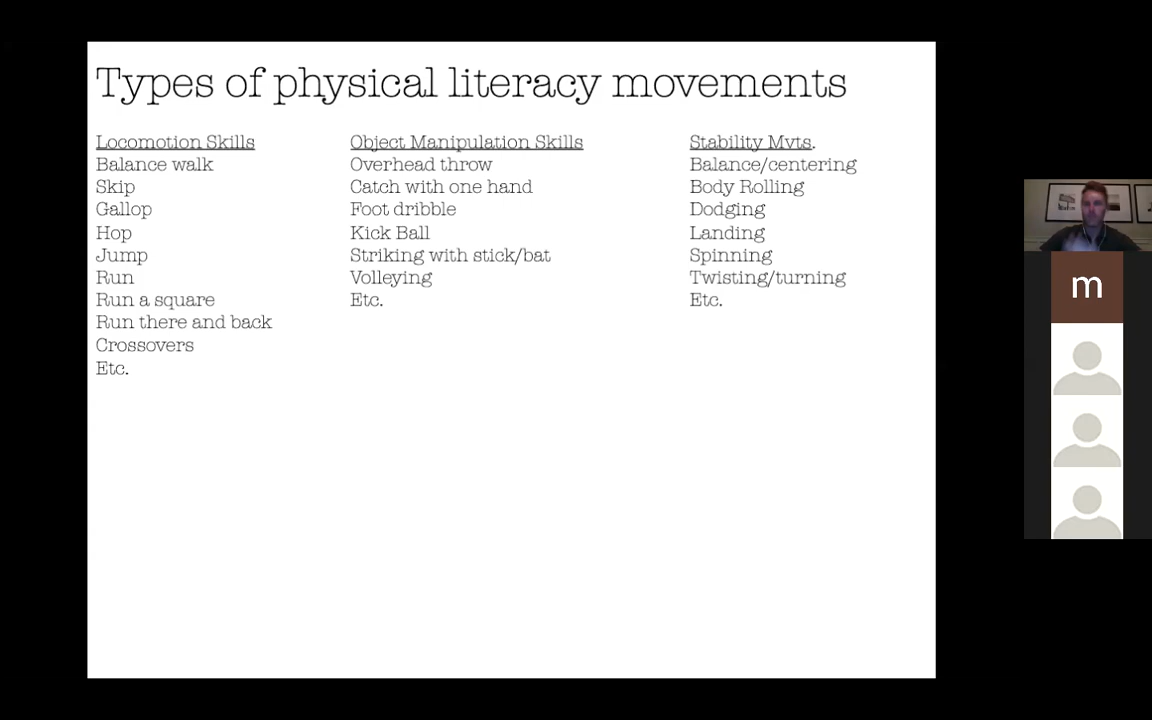 Types of physical literacy movements
Locomotion Skills
Balance walk
Skip
Gallop
Hop
Jump
Run
Run a square
Run there and back
Crossovers
Etc.
Object Manipulation Skills
Overhead throw
Catch with one hand
Foot dribble
Kick Ball
Striking with stick/bat
Volleying
Etc.
Stability Mvts.
Balance/centering
Body Rolling
Dodging
Landing
Spinning
Twisting/turning
Etc.
m